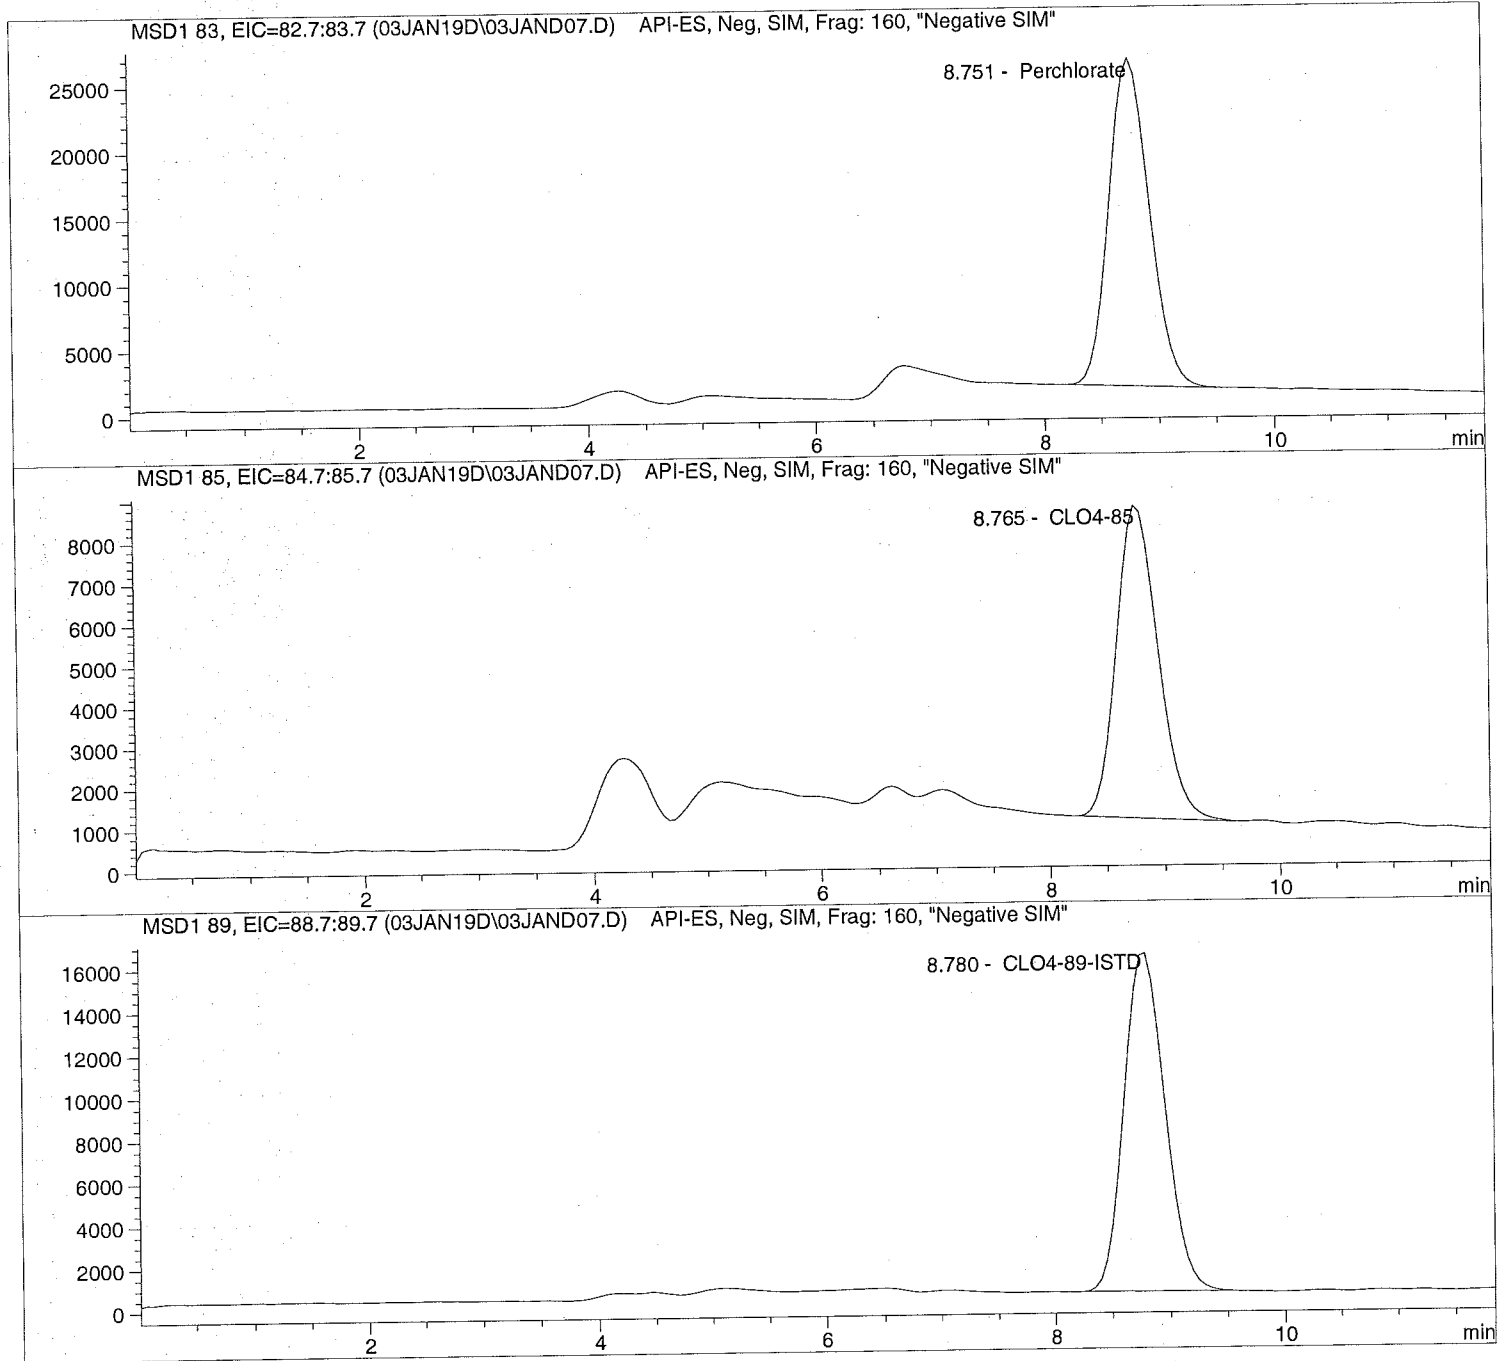 MSD1 83, EIC=82.7:83.7 (03JAN19D\03JAND07.D) API-ES, Neg, SIM, Frag: 160, "Negative SIM"
8.751 - Perchlorate
25000
20000
15000
10000
5000
0
2 4 6 8 10 min
MSD1 85, EIC=84.7:85.7 (03JAN19D\03JAND07.D) API-ES, Neg, SIM, Frag: 160, "Negative SIM"
8.765 - CLO4-85
8000
7000
6000
5000
4000
3000
2000
1000
0
2 4 6 8 10 min
MSD1 89, EIC=88.7:89.7 (03JAN19D\03JAND07.D) API-ES, Neg, SIM, Frag: 160, "Negative SIM"
8.780 - CLO4-89-ISTD
16000
14000
12000
10000
8000
6000
4000
2000
0
2 4 6 8 10 min